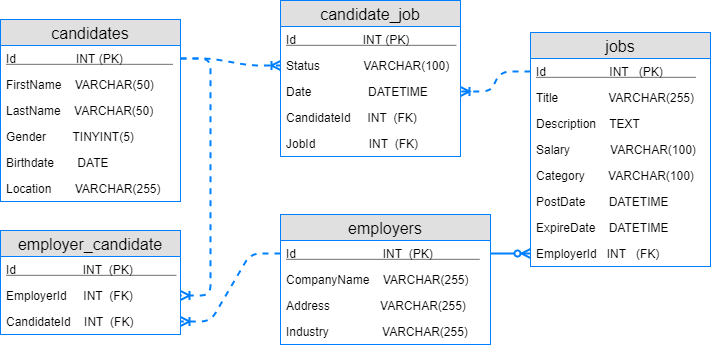 candidates
Id INT (PK)
FirstName VARCHAR(50)
LastName VARCHAR(50)
Gender TINYINT(5)
Birthdate DATE
Location VARCHAR(255)
candidate_job
Id INT (PK)
Status VARCHAR(100)
Date DATETIME
CandidateId INT (FK)
JobId INT (FK)
jobs
Id INT (PK)
Title VARCHAR(255)
Description TEXT
Salary VARCHAR(100)
Category VARCHAR(100)
PostDate DATETIME
ExpireDate DATETIME
EmployerId INT (FK)
employer_candidate
Id INT (PK)
EmployerId INT (FK)
CandidateId INT (FK)
employers
Id INT (PK)
CompanyName VARCHAR(255)
Address VARCHAR(255)
Industry VARCHAR(255)